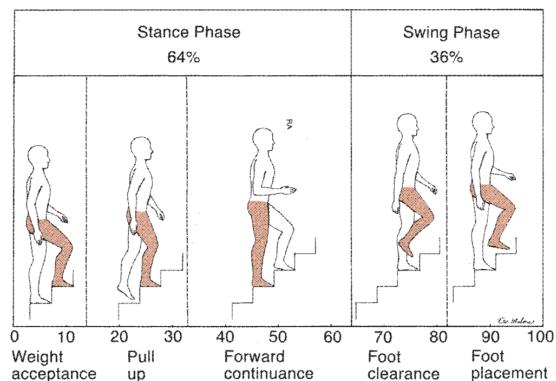 Stance Phase
64%
Swing Phase
36%
RA
0 10 20 30 40 50 60 70 80 90 100
Weight
acceptance
Pull
up
Forward
continuance
Foot
clearance
Foot
placement